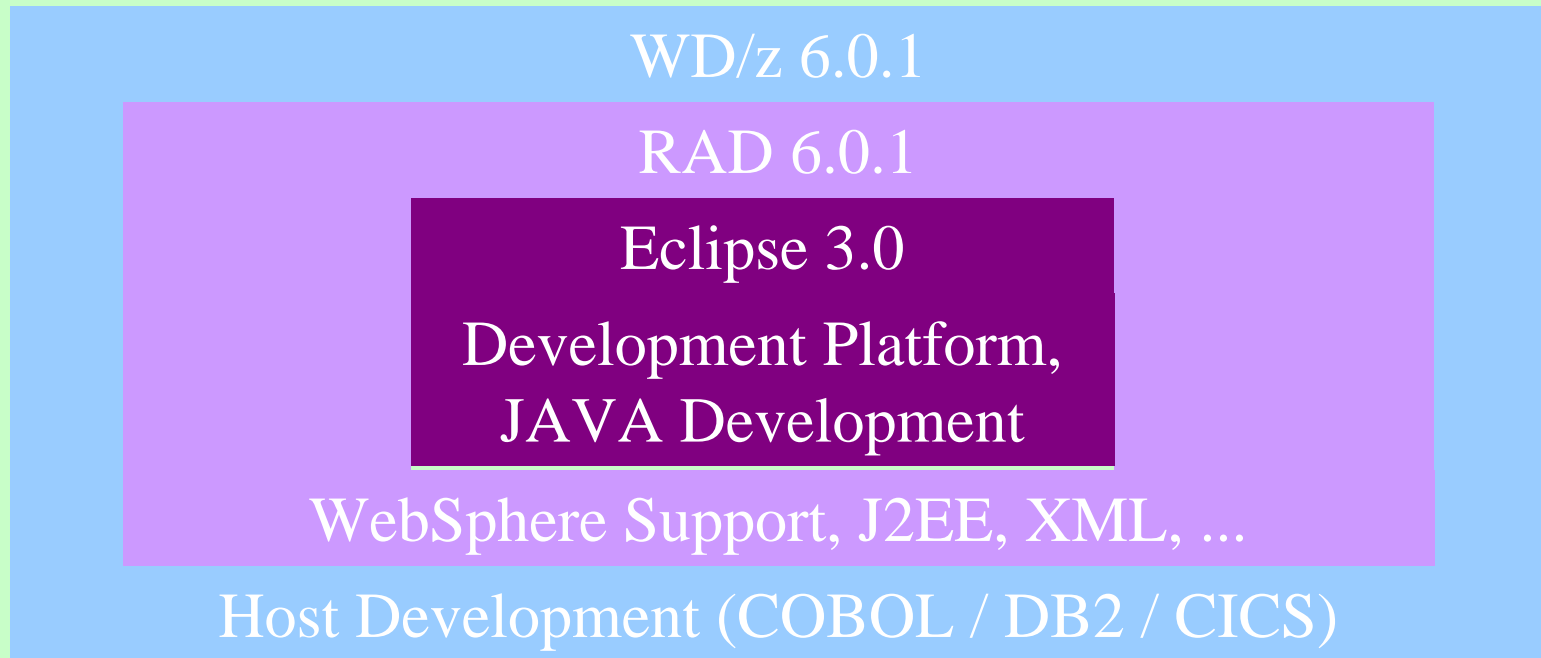 WD/z 6.0.1
RAD 6.0.1
Eclipse 3.0
Development Platform,
JAVA Development
WebSphere Support, J2EE, XML, ...
Host Development (COBOL / DB2 / CICS)